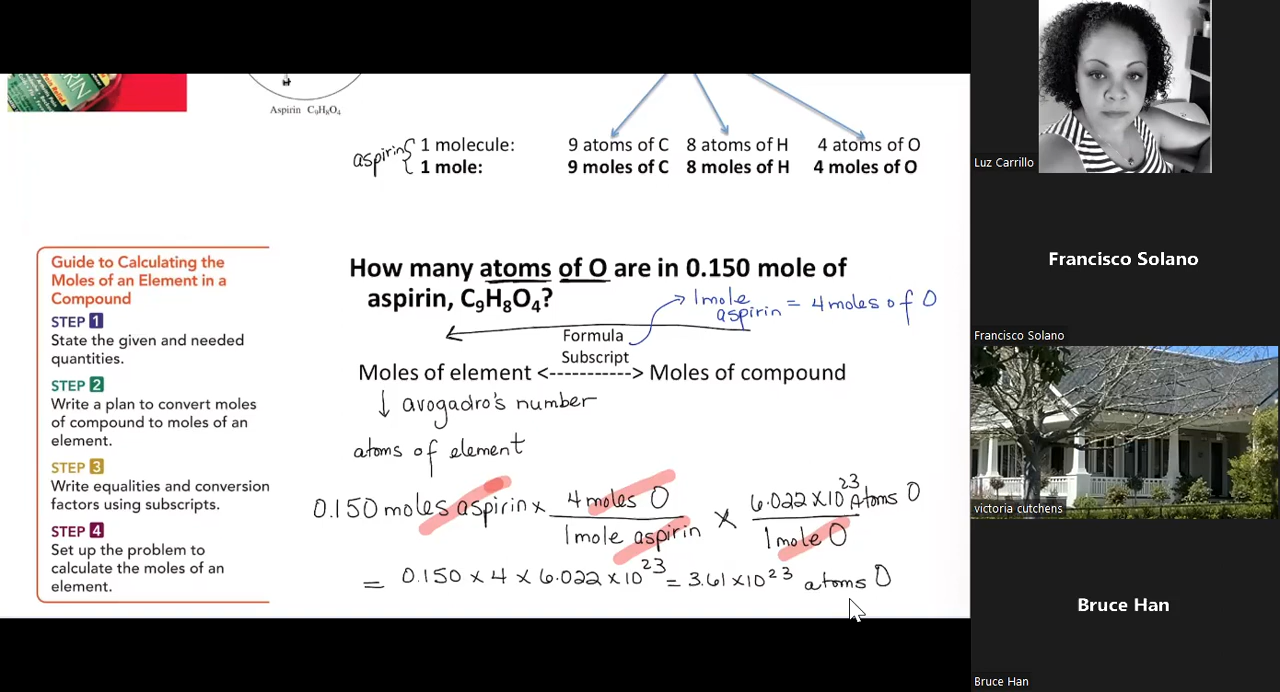 Aspirin C₉H₈O₄
aspirin { 1 molecule: 9 atoms of C 8 atoms of H 4 atoms of O
1 mole: 9 moles of C 8 moles of H 4 moles of O
Guide to Calculating the
Moles of an Element in a
Compound
STEP 1
State the given and needed
quantities.
STEP 2
Write a plan to convert moles
of compound to moles of an
element.
STEP 3
Write equalities and conversion
factors using subscripts.
STEP 4
Set up the problem to
calculate the moles of an
element.
How many atoms of O are in 0.150 mole of
aspirin, C₉H₈O₄?
1 mole
aspirin = 4 moles of O
Formula
Subscript
Moles of element <-----------> Moles of compound
↓ avogadro's number
atoms of element
0.150 moles aspirin × 4 moles O / 1 mole aspirin × 6.022 × 10²³ Atoms O / 1 mole O
= 0.150 × 4 × 6.022 × 10²³ = 3.61 × 10²³ atoms O
Luz Carrillo
Francisco Solano
Francisco Solano
victoria cutchens
Bruce Han
Bruce Han